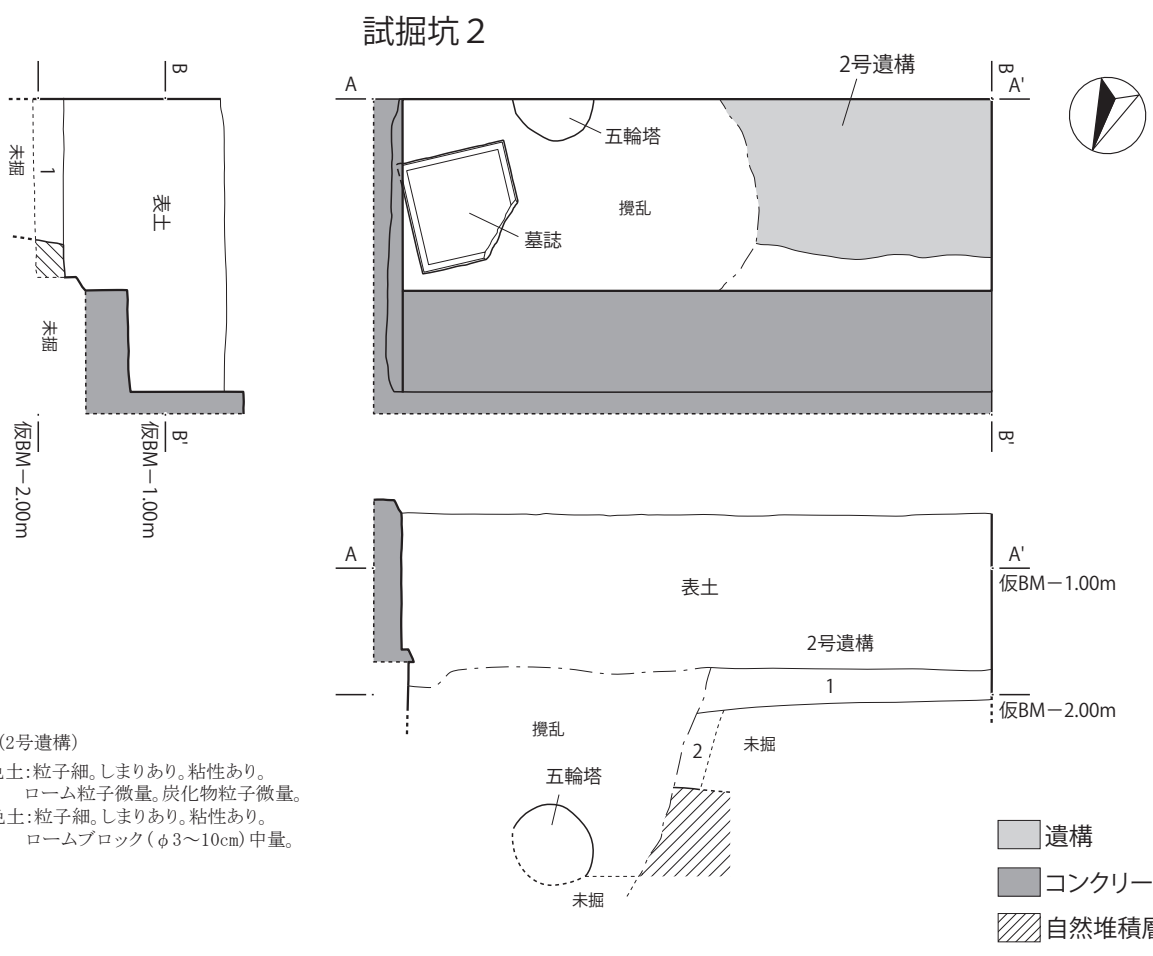 試掘坑２
2号遺構
B
B
A
A'
五輪塔
攪乱
墓誌
未掘
1
表土
未掘
B'
B'
仮BM－2.00m
仮BM－1.00m
A
A'
仮BM－1.00m
表土
2号遺構
1
仮BM－2.00m
攪乱
2
未掘
五輪塔
未掘
(2号遺構)
色土：粒子細。しまりあり。粘性あり。
ローム粒子微量。炭化物粒子微量。
色土：粒子細。しまりあり。粘性あり。
ロームブロック（φ3～10cm）中量。
遺構
コンクリー
自然堆積層